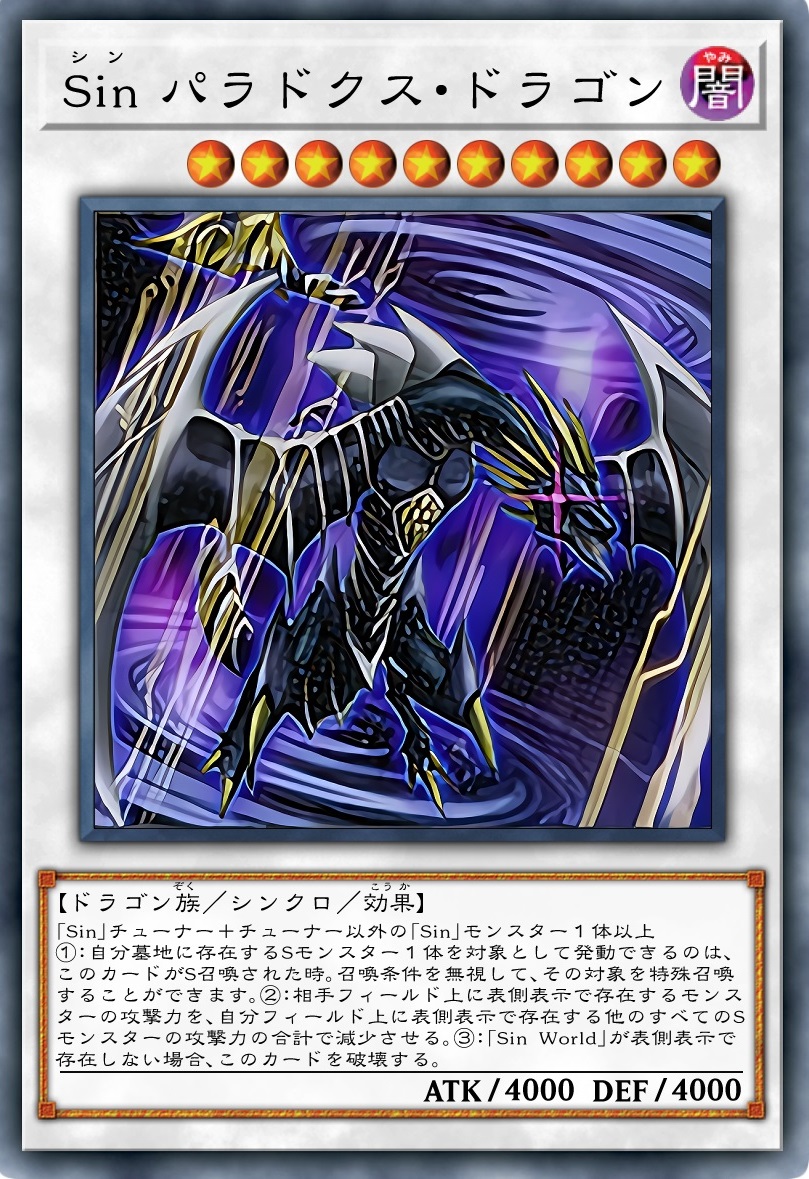 シン
Sin パラドクス・ドラゴン
やみ
闇
ぞく こうか
【ドラゴン族／シンクロ／効果】
「Sin」チューナー＋チューナー以外の「Sin」モンスター１体以上
①：自分墓地に存在するSモンスター１体を対象として発動できるのは、
このカードがS召喚された時。召喚条件を無視して、その対象を特殊召喚
することができます。②：相手フィールド上に表側表示で存在するモンス
ターの攻撃力を、自分フィールド上に表側表示で存在する他のすべてのS
モンスターの攻撃力の合計で減少させる。③：「Sin World」が表側表示で
存在しない場合、このカードを破壊する。
ATK/4000 DEF/4000